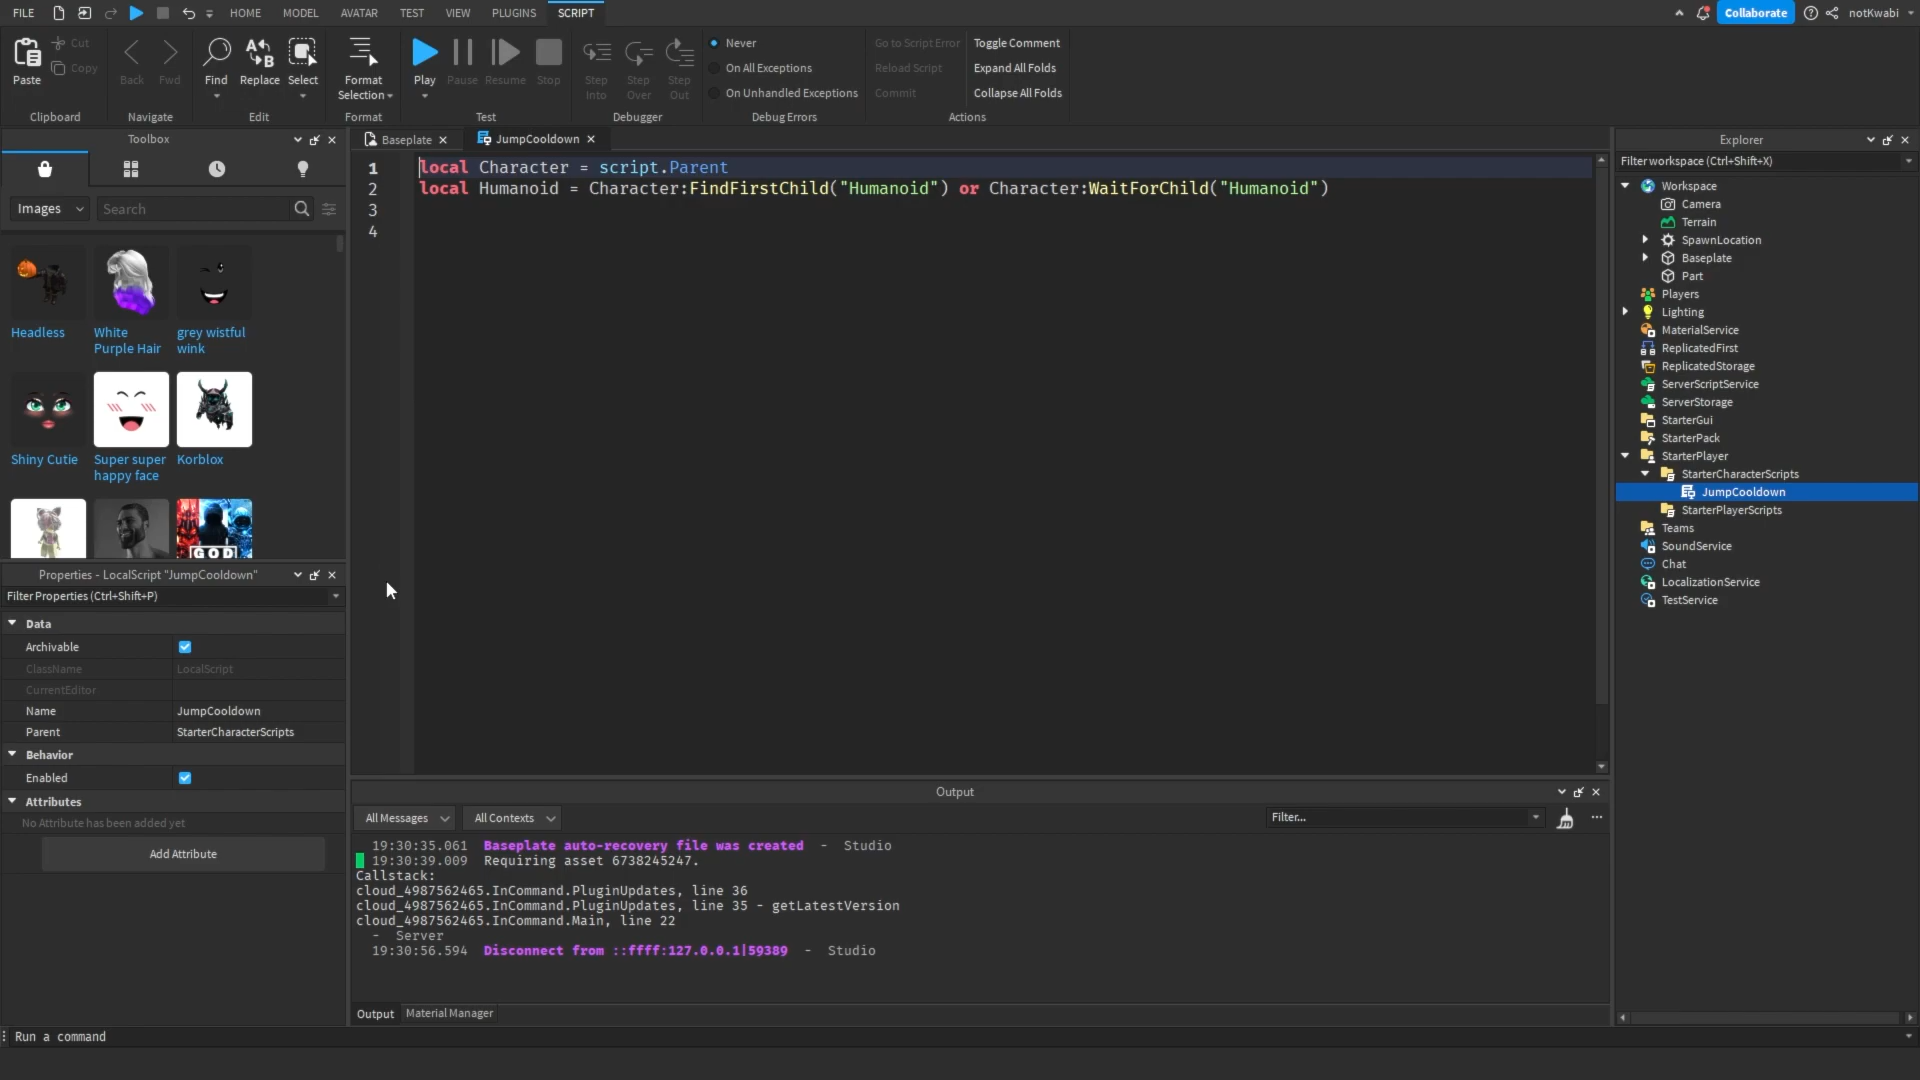 FILE HOME MODEL AVATAR TEST VIEW PLUGINS SCRIPT Collaborate notKwabi
Paste Cut Copy Back Fwd Find Replace Select Format Selection Play Pause Resume Stop Step Into Step Over Step Out
Never
On All Exceptions
On Unhandled Exceptions
Go to Script Error
Reload Script
Commit
Toggle Comment
Expand All Folds
Collapse All Folds
Clipboard Navigate Edit Format Test Debugger Debug Errors Actions
Toolbox
Images Search
Headless
White Purple Hair
grey wistful wink
Shiny Cutie
Super super happy face
Korblox
GOD
Properties - LocalScript "JumpCooldown"
Filter Properties (Ctrl+Shift+P)
Data
Archivable
ClassName LocalScript
CurrentEditor
Name JumpCooldown
Parent StarterCharacterScripts
Behavior
Enabled
Attributes
No Attribute has been added yet
Add Attribute
Baseplate JumpCooldown
1 local Character = script.Parent
2 local Humanoid = Character:FindFirstChild("Humanoid") or Character:WaitForChild("Humanoid")
3
4
Output
All Messages All Contexts Filter...
19:30:35.061 Baseplate auto-recovery file was created - Studio
19:30:39.009 Requiring asset 6738245247.
Callstack:
cloud_4987562465.InCommand.PluginUpdates, line 36
cloud_4987562465.InCommand.PluginUpdates, line 35 - getLatestVersion
cloud_4987562465.InCommand.Main, line 22
- Server
19:30:56.594 Disconnect from ::ffff:127.0.0.1|59389 - Studio
Output Material Manager
Run a command
Explorer
Filter workspace (Ctrl+Shift+X)
Workspace
Camera
Terrain
SpawnLocation
Baseplate
Part
Players
Lighting
MaterialService
ReplicatedFirst
ReplicatedStorage
ServerScriptService
ServerStorage
StarterGui
StarterPack
StarterPlayer
StarterCharacterScripts
JumpCooldown
StarterPlayerScripts
Teams
SoundService
Chat
LocalizationService
TestService